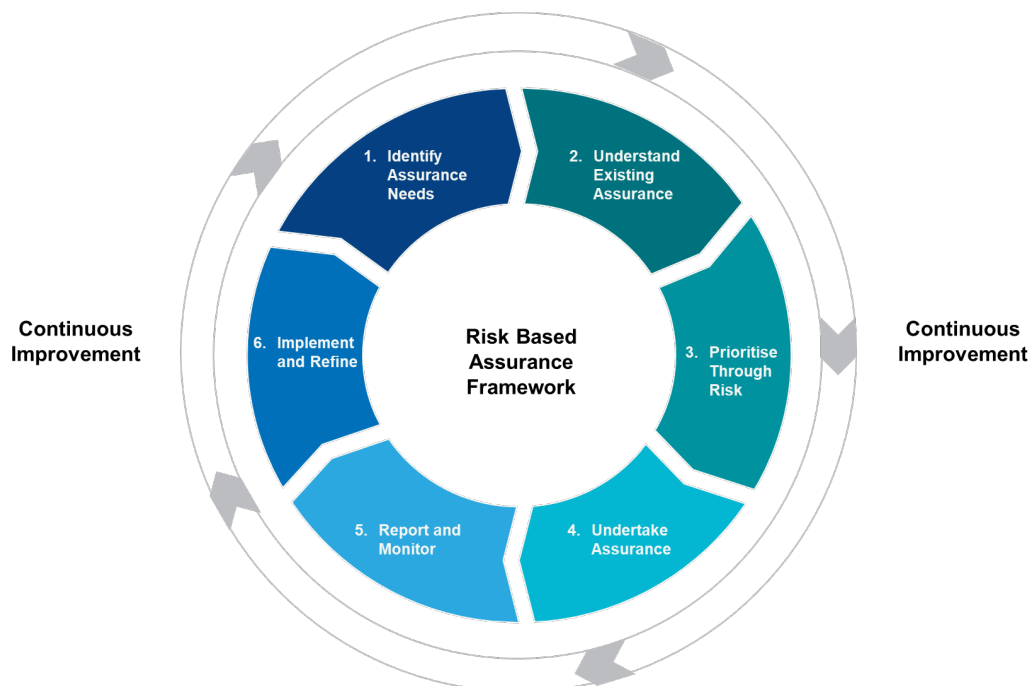 1. Identify
Assurance
Needs
2. Understand
Existing
Assurance
3. Prioritise
Through
Risk
4. Undertake
Assurance
5. Report and
Monitor
6. Implement
and Refine
Risk Based
Assurance
Framework
Continuous
Improvement
Continuous
Improvement